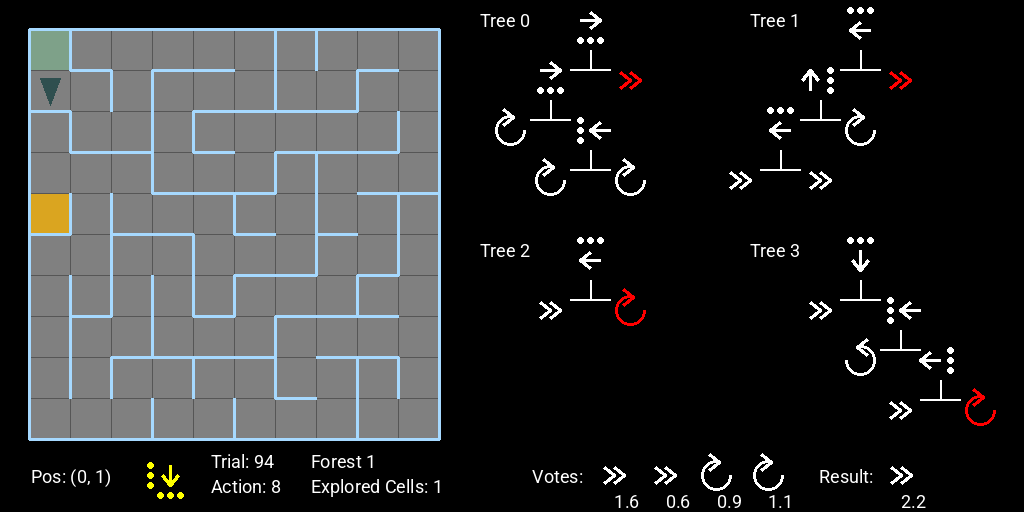 Tree 0
Tree 1
Tree 2
Tree 3
Pos: (0, 1)
Trial: 94
Forest 1
Action: 8
Explored Cells: 1
Votes:
Result:
1.6
0.6
0.9
1.1
2.2